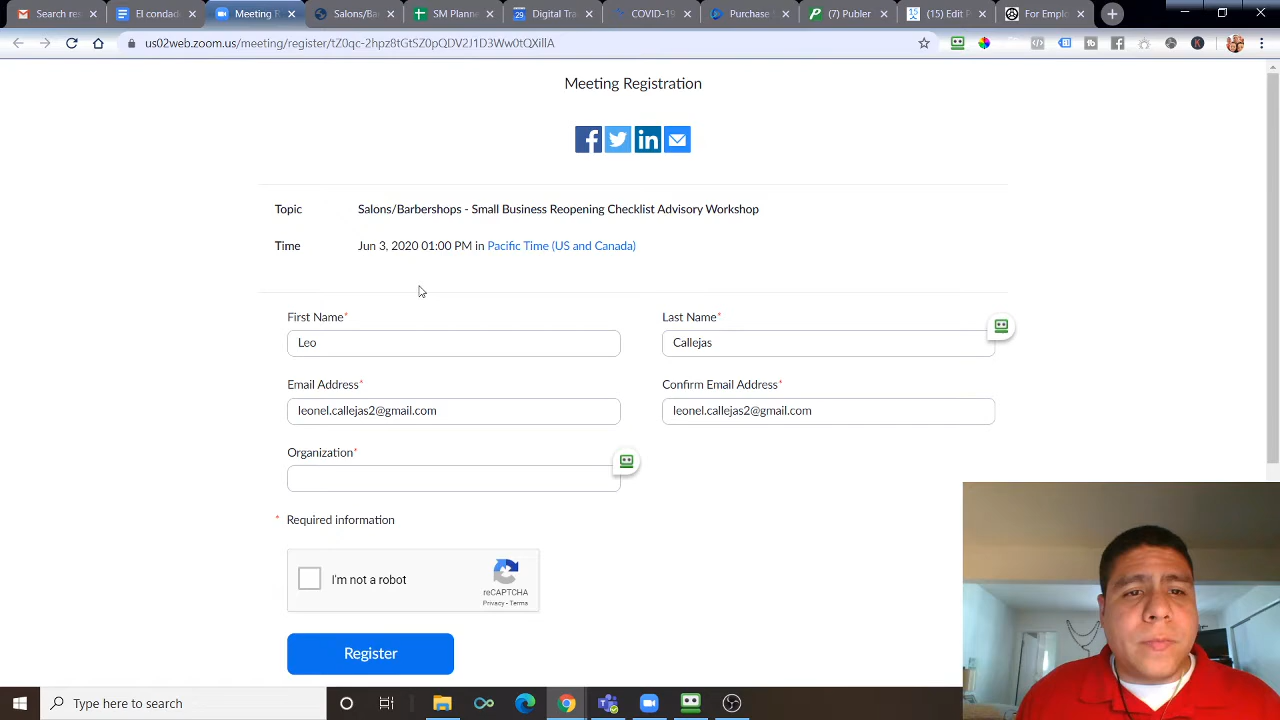 Search res
El condado
Meeting R
Salons/Bar
SM Planne
Digital Tra
COVID-19
Purchase S
(7) Publer
(15) Edit P
For Emplo
us02web.zoom.us/meeting/register/tZ0qc-2hpz8tGtSZ0pQDV2J1D3Ww0tQXillA
Meeting Registration
Topic Salons/Barbershops - Small Business Reopening Checklist Advisory Workshop
Time Jun 3, 2020 01:00 PM in Pacific Time (US and Canada)
First Name* Last Name*
Leo Callejas
Email Address* Confirm Email Address*
leonel.callejas2@gmail.com leonel.callejas2@gmail.com
Organization*
* Required information
I'm not a robot
reCAPTCHA
Privacy - Terms
Register
Type here to search